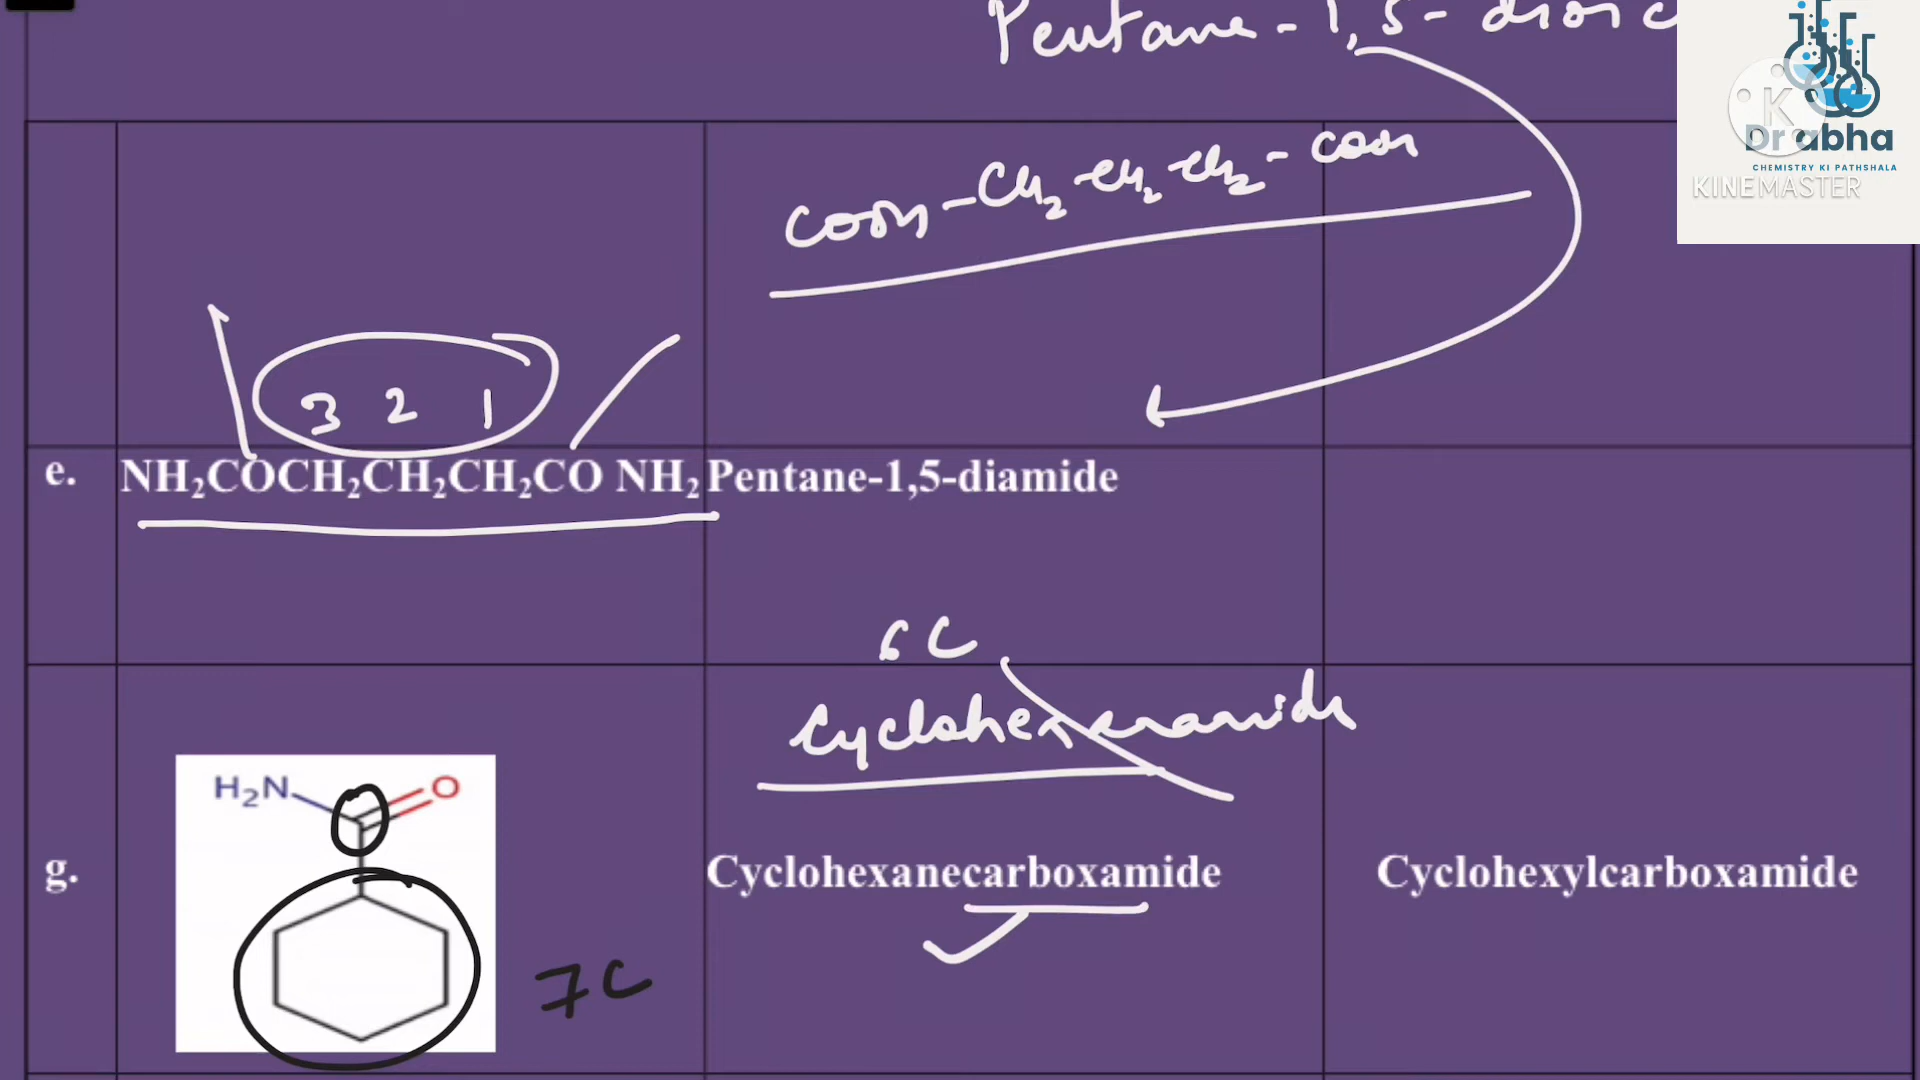 Pentane-1,5-dioic
Dr abha
CHEMISTRY KI PATHSHALA
KINEMASTER
COOH-CH₂-CH₂-CH₂-COOH
3 2 1
e. NH₂COCH₂CH₂CH₂CO NH₂ Pentane-1,5-diamide
6C
Cyclohexanamide
H₂N O
g. Cyclohexanecarboxamide Cyclohexylcarboxamide
7C